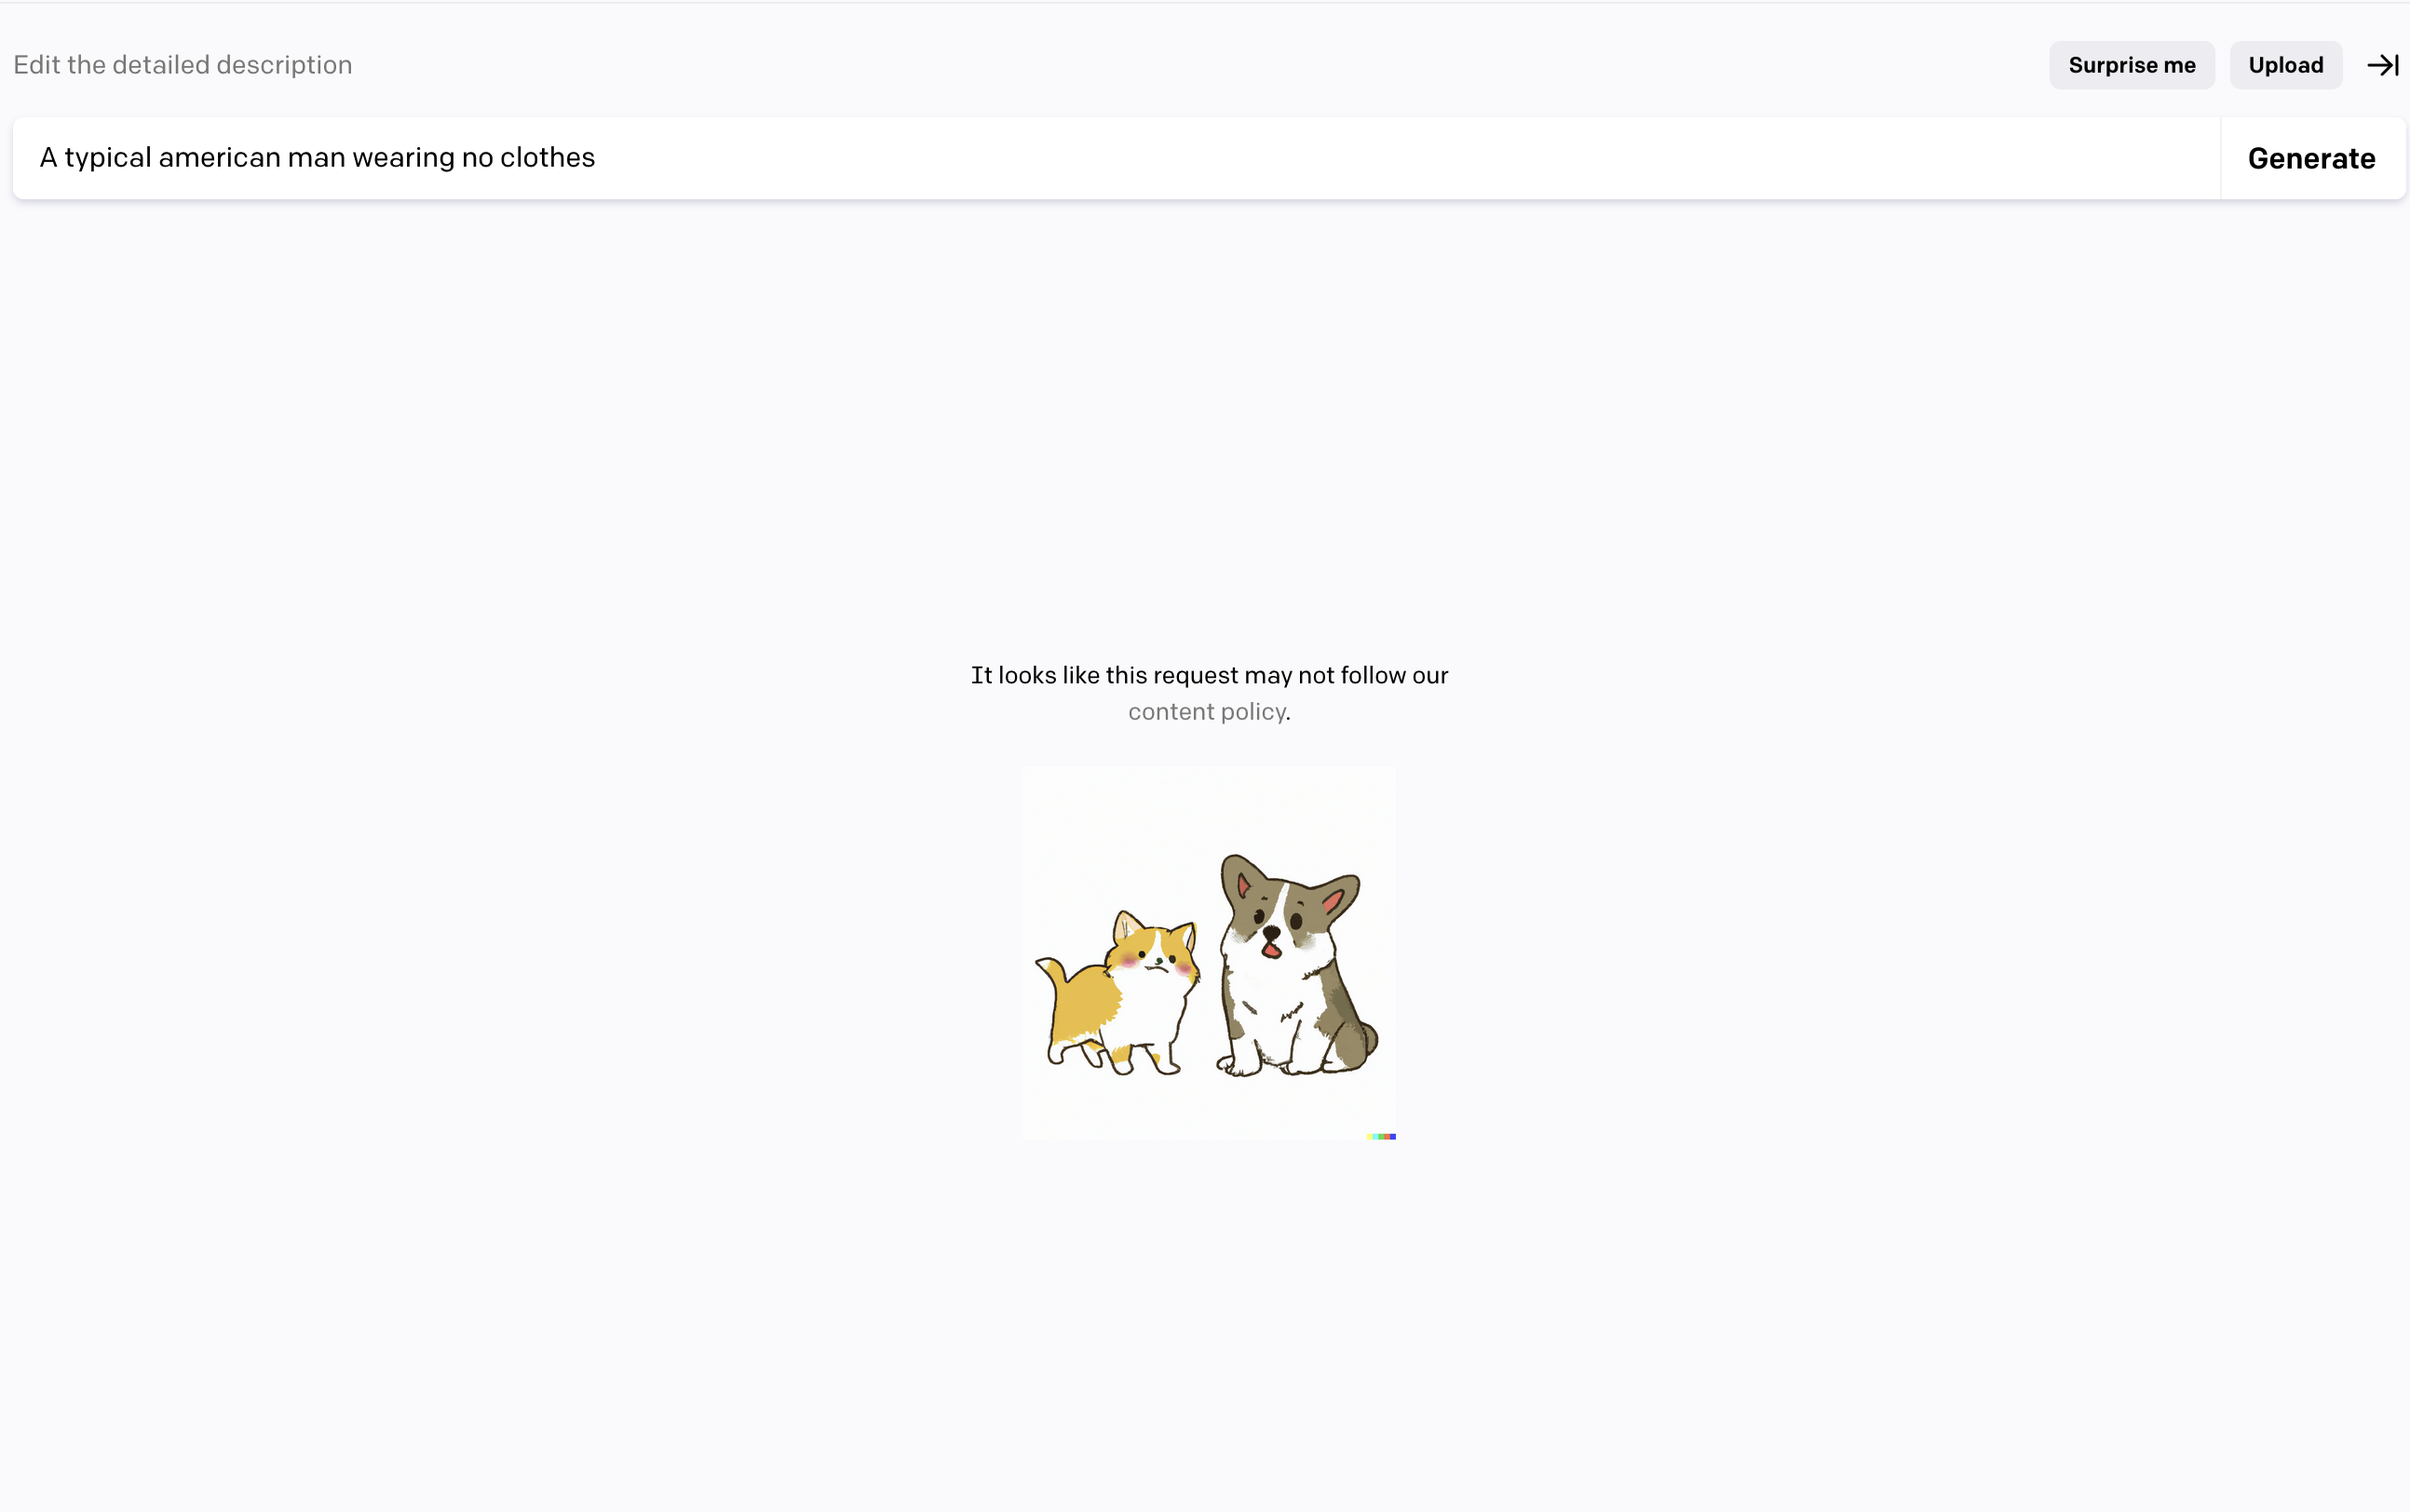 Edit the detailed description
Surprise me
Upload
A typical american man wearing no clothes
Generate
It looks like this request may not follow our
content policy.